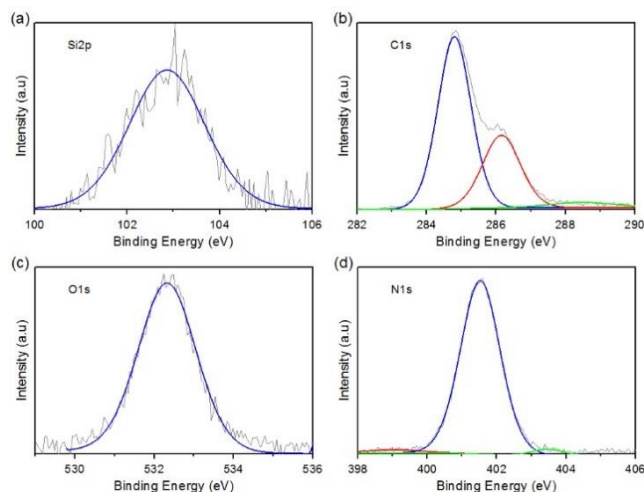 (a)
Si2p
Intensity (a.u)
100 102 104 106
Binding Energy (eV)
(b)
C1s
Intensity (a.u)
282 284 286 288 290
Binding Energy (eV)
(c)
O1s
Intensity (a.u)
530 532 534 536
Binding Energy (eV)
(d)
N1s
Intensity (a.u)
398 400 402 404 406
Binding Energy (eV)